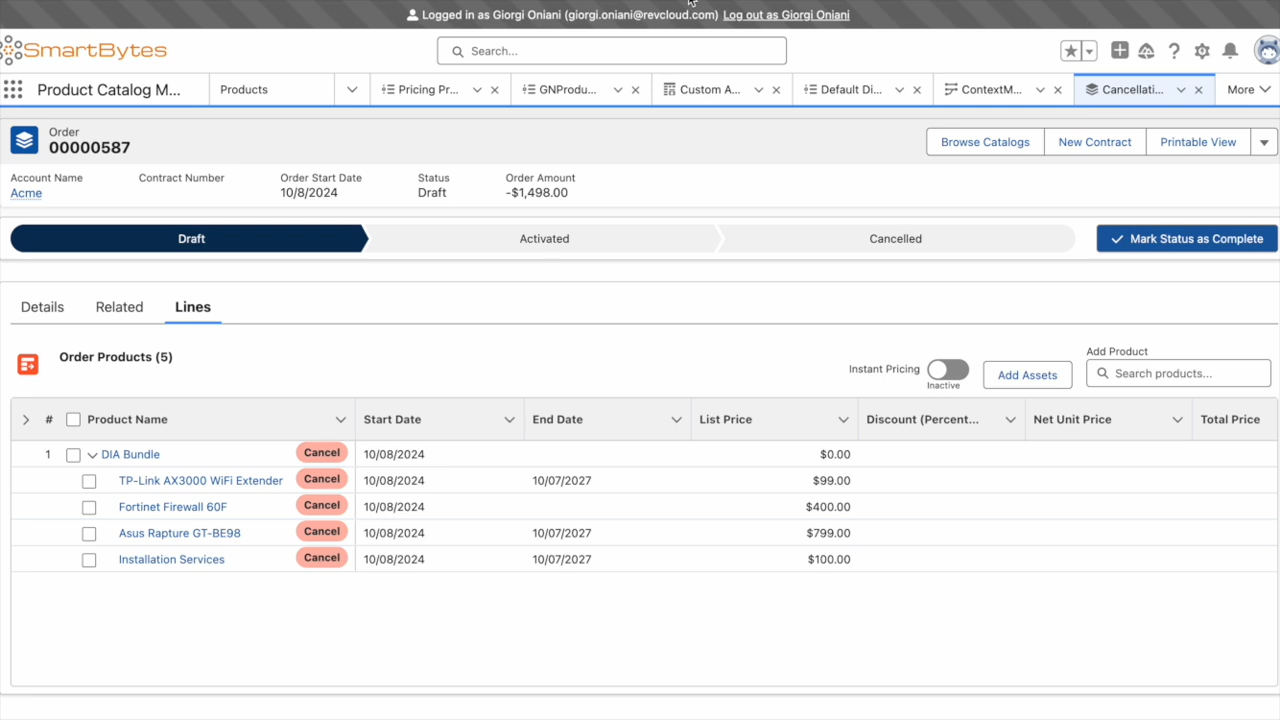 Logged in as Giorgi Oniani (giorgi.oniani@revcloud.com) Log out as Giorgi Oniani
SmartBytes
Search...
Product Catalog M...
Products
Pricing Pr...
GNProdu...
Custom A...
Default Di...
ContextM...
Cancellati...
More
Order
00000587
Browse Catalogs
New Contract
Printable View
Account Name
Acme
Contract Number
Order Start Date
10/8/2024
Status
Draft
Order Amount
-$1,498.00
Draft
Activated
Cancelled
Mark Status as Complete
Details
Related
Lines
Order Products (5)
Instant Pricing
Inactive
Add Assets
Add Product
Search products...
# Product Name Start Date End Date List Price Discount (Percent... Net Unit Price Total Price
1 DIA Bundle Cancel 10/08/2024 $0.00
TP-Link AX3000 WiFi Extender Cancel 10/08/2024 10/07/2027 $99.00
Fortinet Firewall 60F Cancel 10/08/2024 $400.00
Asus Rapture GT-BE98 Cancel 10/08/2024 10/07/2027 $799.00
Installation Services Cancel 10/08/2024 10/07/2027 $100.00